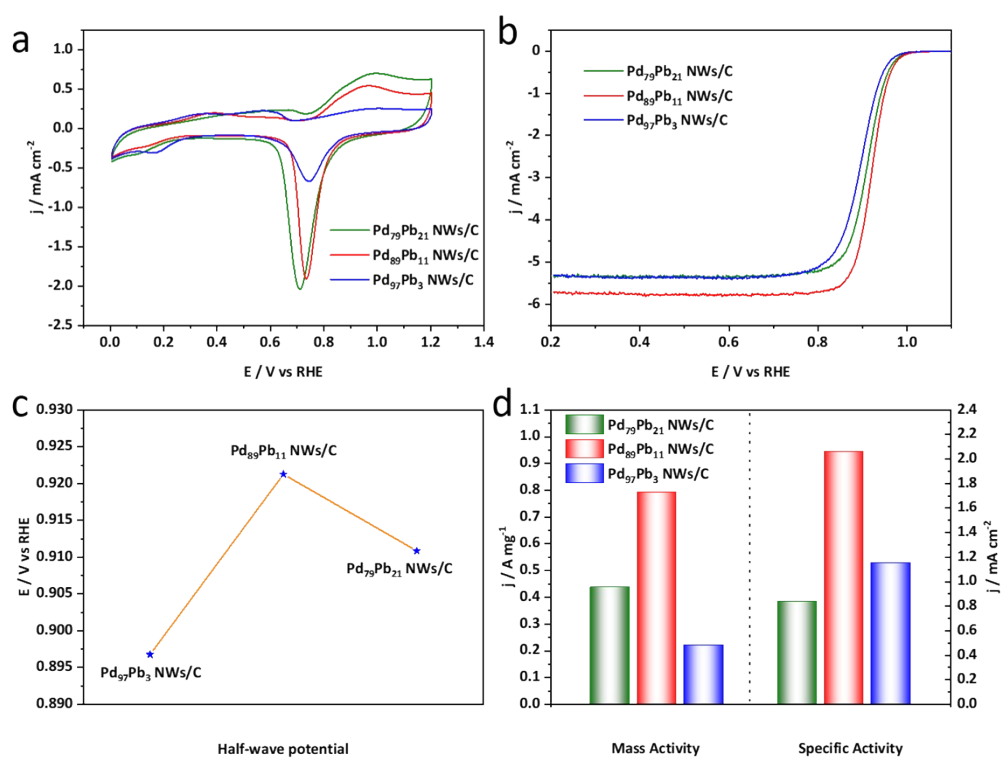 a
j / mA cm-2
1.0
0.5
0.0
-0.5
-1.0
-1.5
-2.0
-2.5
Pd79Pb21 NWs/C
Pd89Pb11 NWs/C
Pd97Pb3 NWs/C
0.0 0.2 0.4 0.6 0.8 1.0 1.2 1.4
E / V vs RHE
b
j / mA cm-2
0
-1
-2
-3
-4
-5
-6
Pd79Pb21 NWs/C
Pd89Pb11 NWs/C
Pd97Pb3 NWs/C
0.2 0.4 0.6 0.8 1.0
E / V vs RHE
c
E / V vs RHE
0.930
0.925
0.920
0.915
0.910
0.905
0.900
0.895
0.890
Pd89Pb11 NWs/C
Pd79Pb21 NWs/C
Pd97Pb3 NWs/C
Half-wave potential
d
j / A mg-1
1.1
1.0
0.9
0.8
0.7
0.6
0.5
0.4
0.3
0.2
0.1
0.0
Pd79Pb21 NWs/C
Pd89Pb11 NWs/C
Pd97Pb3 NWs/C
2.4
2.2
2.0
1.8
1.6
1.4
1.2
1.0
0.8
0.6
0.4
0.2
0.0
j / mA cm-2
Mass Activity
Specific Activity